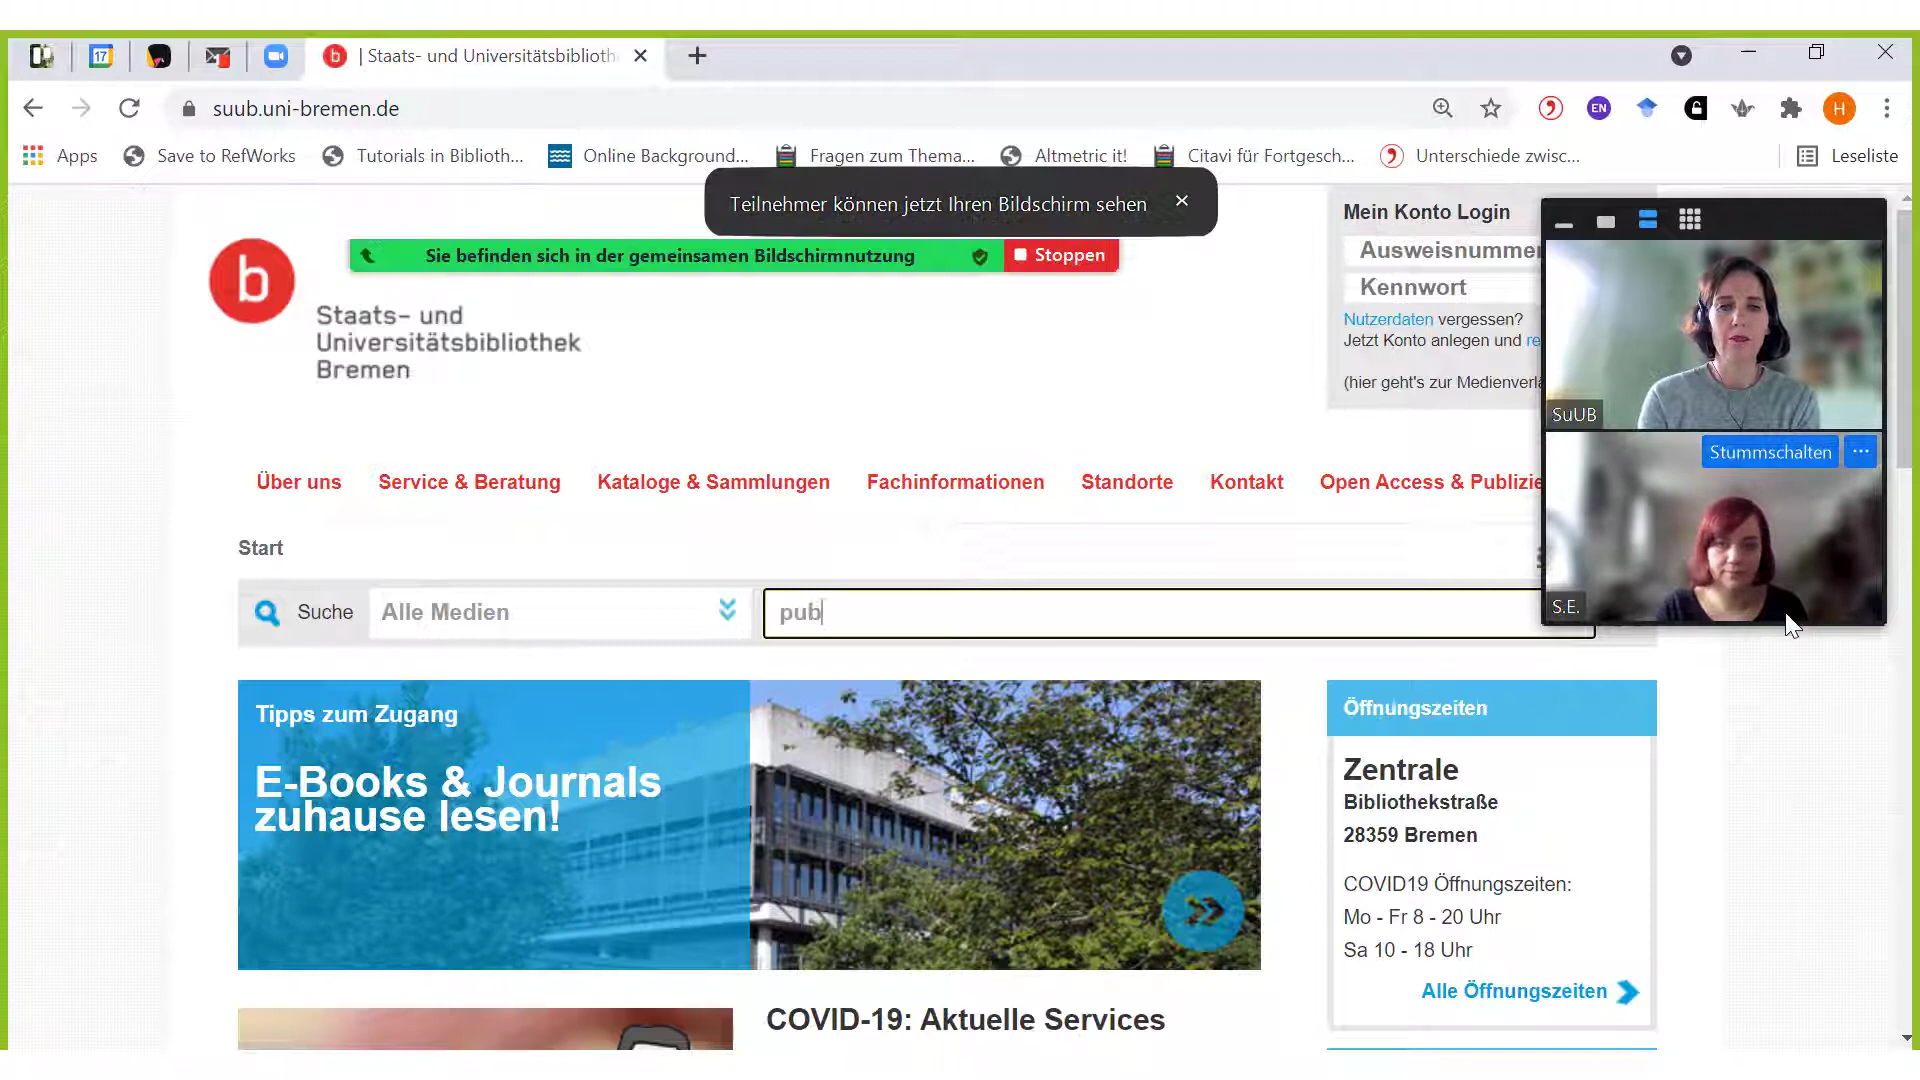 17
| Staats- und Universitätsbiblioth
suub.uni-bremen.de
EN
H
Apps
Save to RefWorks
Tutorials in Biblioth...
Online Background...
Fragen zum Thema...
Altmetric it!
Citavi für Fortgesch...
Unterschiede zwisc...
Leseliste
Teilnehmer können jetzt Ihren Bildschirm sehen
Sie befinden sich in der gemeinsamen Bildschirmnutzung
Stoppen
b
Staats- und
Universitätsbibliothek
Bremen
Mein Konto Login
Ausweisnummer
Kennwort
Nutzerdaten vergessen?
Jetzt Konto anlegen und re
(hier geht's zur Medienverlä
SuUB
Stummschalten
S.E.
Über uns
Service & Beratung
Kataloge & Sammlungen
Fachinformationen
Standorte
Kontakt
Open Access & Publizie
Start
Suche
Alle Medien
pub
Tipps zum Zugang
E-Books & Journals
zuhause lesen!
Öffnungszeiten
Zentrale
Bibliothekstraße
28359 Bremen
COVID19 Öffnungszeiten:
Mo - Fr 8 - 20 Uhr
Sa 10 - 18 Uhr
Alle Öffnungszeiten
COVID-19: Aktuelle Services